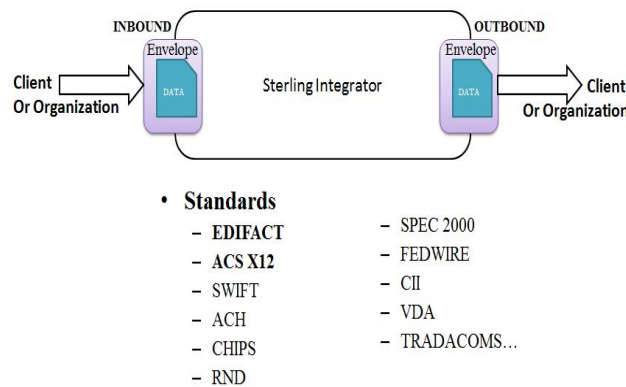 INBOUND
OUTBOUND
Envelope
Envelope
Client
Or Organization
DATA
Sterling Integrator
DATA
Client
Or Organization
• Standards
– EDIFACT
– ACS X12
– SWIFT
– ACH
– CHIPS
– RND
– SPEC 2000
– FEDWIRE
– CII
– VDA
– TRADACOMS…